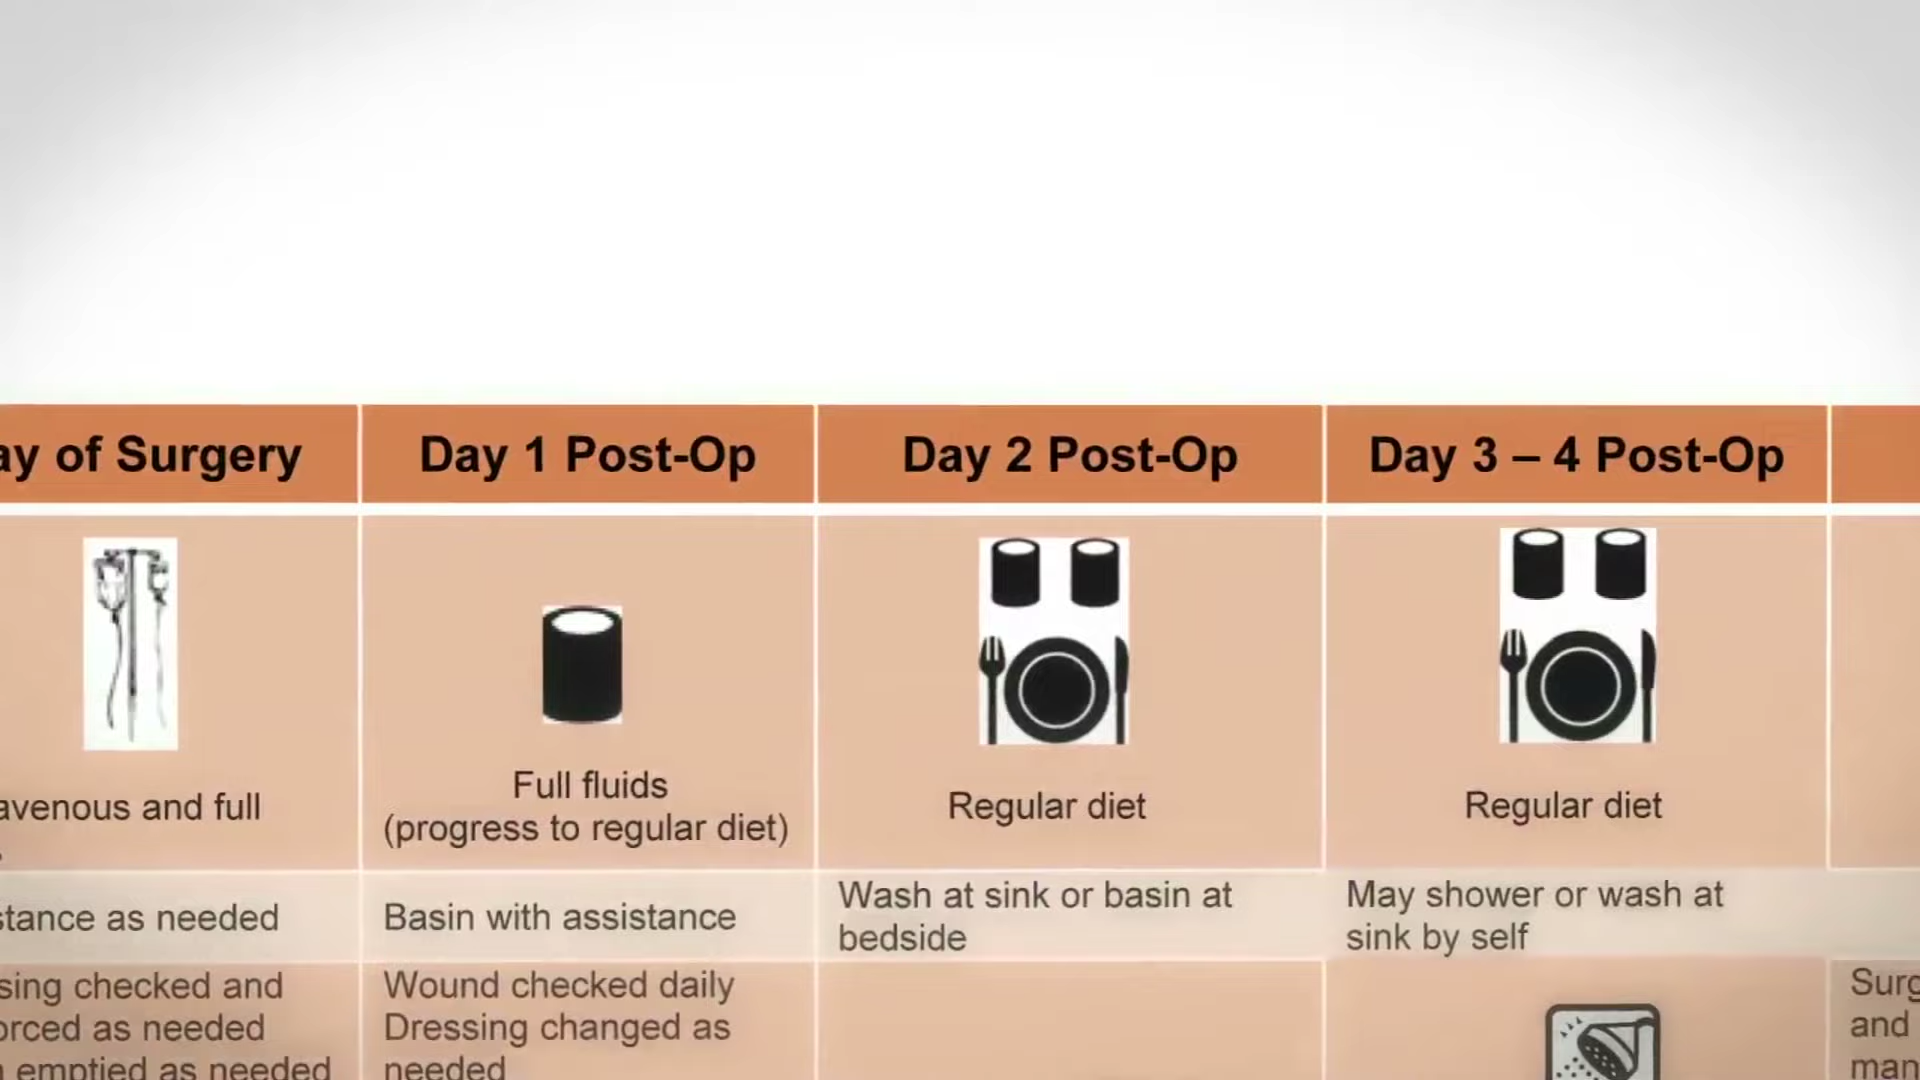 ay of Surgery
Day 1 Post-Op
Day 2 Post-Op
Day 3 – 4 Post-Op
avenous and full
Full fluids
(progress to regular diet)
Regular diet
Regular diet
stance as needed
Basin with assistance
Wash at sink or basin at
bedside
May shower or wash at
sink by self
sing checked and
orced as needed
emptied as needed
Wound checked daily
Dressing changed as
needed
Surg
and
man